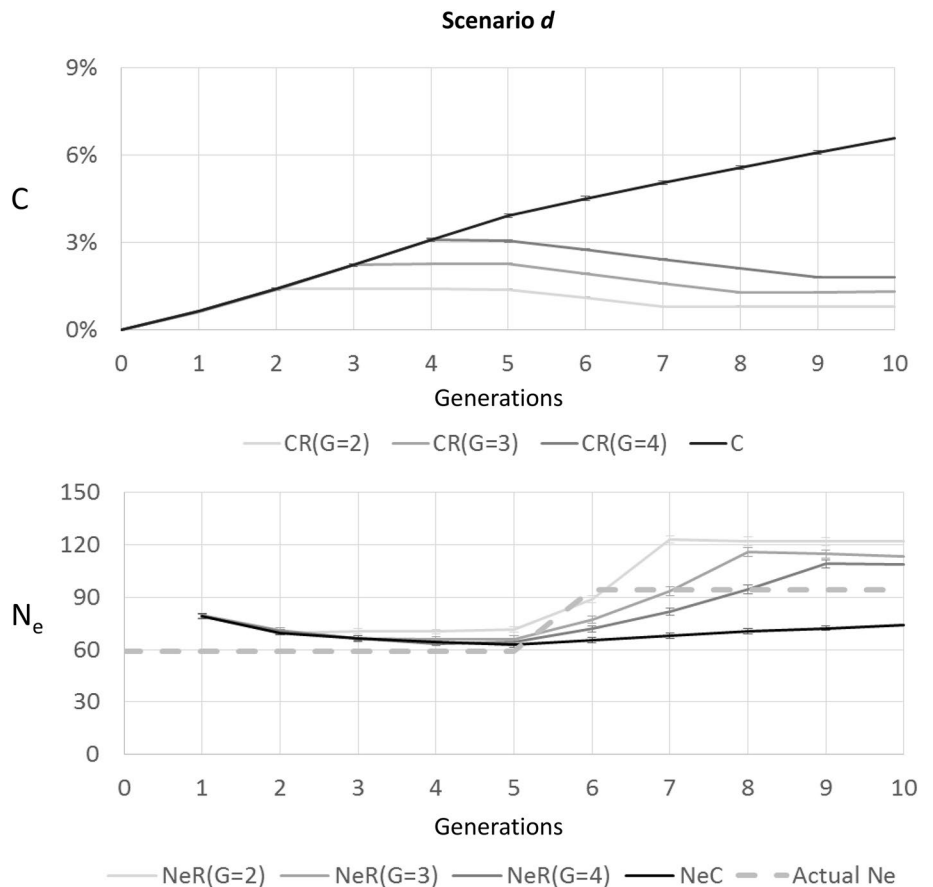 Scenario d
9%
6%
C
3%
0%
0 1 2 3 4 5 6 7 8 9 10
Generations
CR(G=2) CR(G=3) CR(G=4) C
150
120
90
Ne
60
30
0
0 1 2 3 4 5 6 7 8 9 10
Generations
NeR(G=2) NeR(G=3) NeR(G=4) NeC Actual Ne